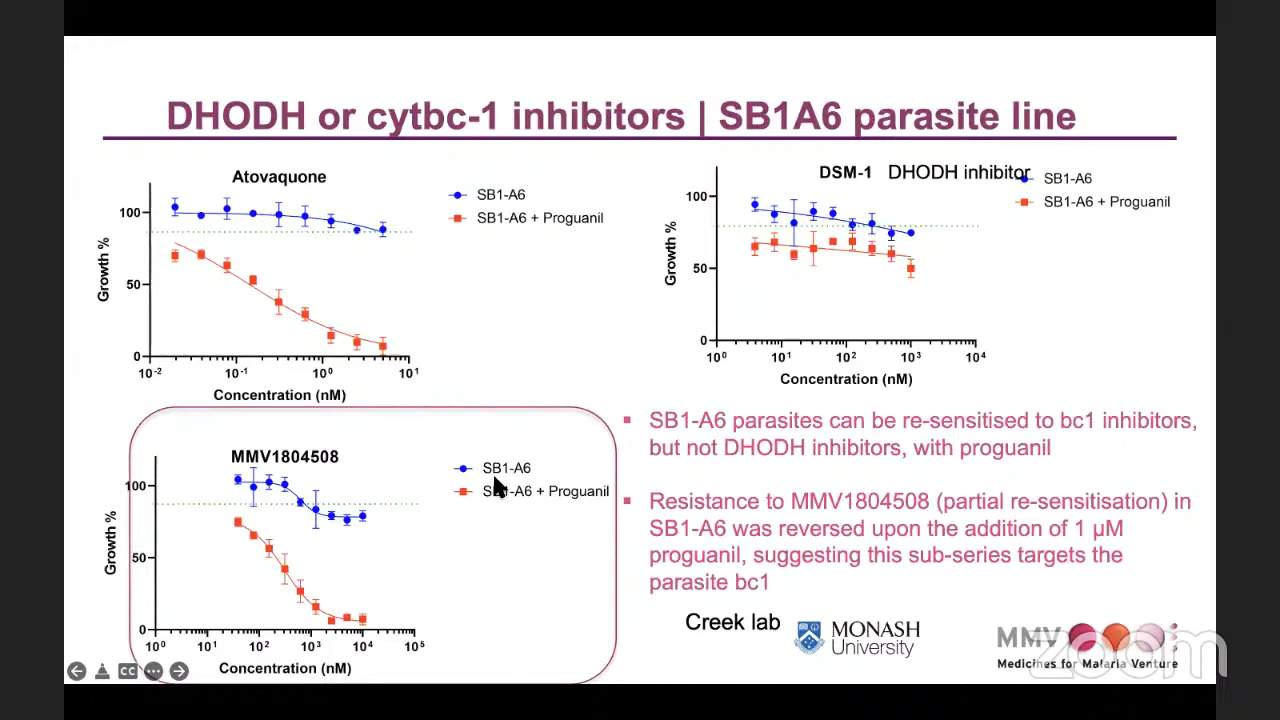 DHODH or cytbc-1 inhibitors | SB1A6 parasite line
Atovaquone
SB1-A6
SB1-A6 + Proguanil
Growth %
100
50
0
10-2
10-1
100
101
Concentration (nM)
DSM-1 DHODH inhibitor
SB1-A6
SB1-A6 + Proguanil
Growth %
100
50
0
100
101
102
103
104
Concentration (nM)
MMV1804508
SB1-A6
SB1-A6 + Proguanil
Growth %
100
50
0
100
101
102
103
104
105
Concentration (nM)
SB1-A6 parasites can be re-sensitised to bc1 inhibitors,
but not DHODH inhibitors, with proguanil
Resistance to MMV1804508 (partial re-sensitisation) in
SB1-A6 was reversed upon the addition of 1 µM
proguanil, suggesting this sub-series targets the
parasite bc1
Creek lab
MONASH
University
MMV
Medicines for Malaria Venture
zoom
CC